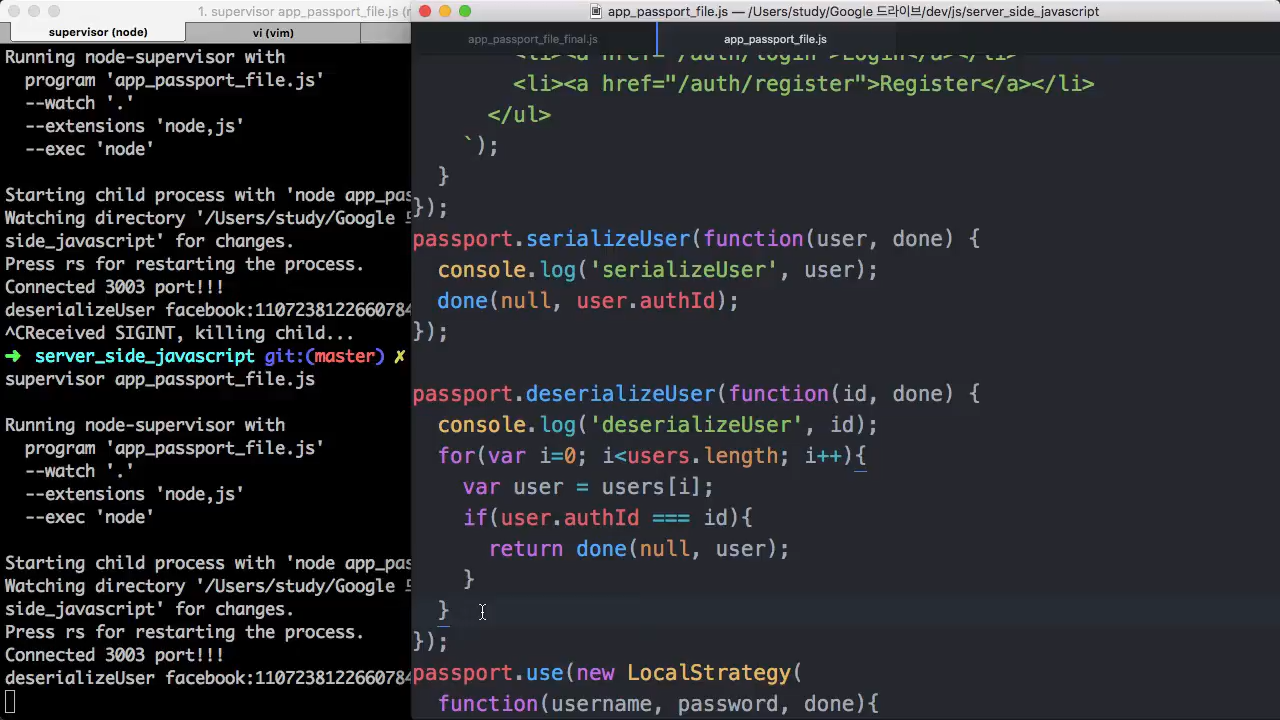 1. supervisor app_passport_file.js
supervisor (node)
vi (vim)
Running node-supervisor with
program 'app_passport_file.js'
--watch '.'
--extensions 'node,js'
--exec 'node'
Starting child process with 'node app_pas
Watching directory '/Users/study/Google
side_javascript' for changes.
Press rs for restarting the process.
Connected 3003 port!!!
deserializeUser facebook:1107238122660784
^CReceived SIGINT, killing child...
➜ server_side_javascript git:(master) ✗
supervisor app_passport_file.js
Running node-supervisor with
program 'app_passport_file.js'
--watch '.'
--extensions 'node,js'
--exec 'node'
Starting child process with 'node app_pas
Watching directory '/Users/study/Google
side_javascript' for changes.
Press rs for restarting the process.
Connected 3003 port!!!
deserializeUser facebook:1107238122660784
app_passport_file.js — /Users/study/Google 드라이브/dev/js/server_side_javascript
app_passport_file_final.js
app_passport_file.js
<li><a href="/auth/login">Login</a></li>
<li><a href="/auth/register">Register</a></li>
</ul>
`);
}
});
passport.serializeUser(function(user, done) {
console.log('serializeUser', user);
done(null, user.authId);
});
passport.deserializeUser(function(id, done) {
console.log('deserializeUser', id);
for(var i=0; i<users.length; i++){
var user = users[i];
if(user.authId === id){
return done(null, user);
}
}
});
passport.use(new LocalStrategy(
function(username, password, done){